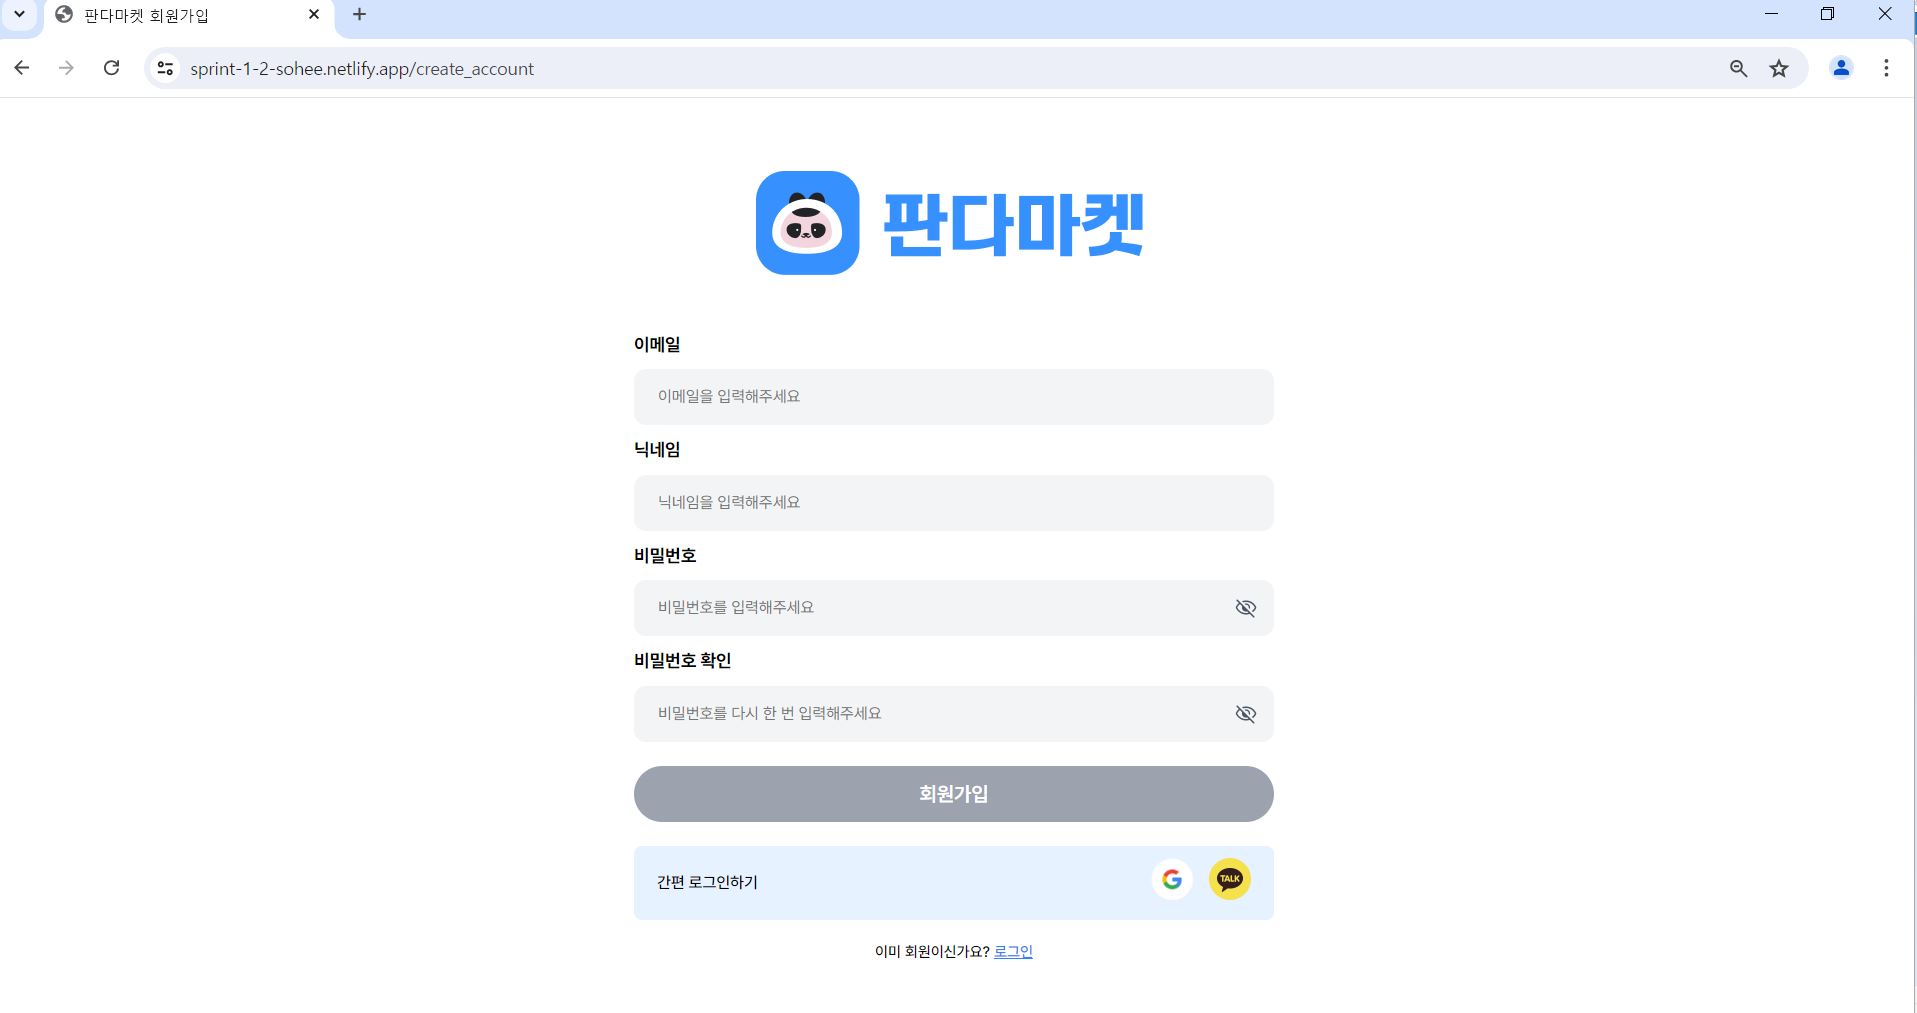 판다마켓 회원가입
sprint-1-2-sohee.netlify.app/create_account
판다마켓
이메일
이메일을 입력해주세요
닉네임
닉네임을 입력해주세요
비밀번호
비밀번호를 입력해주세요
비밀번호 확인
비밀번호를 다시 한 번 입력해주세요
회원가입
간편 로그인하기
G
TALK
이미 회원이신가요? 로그인